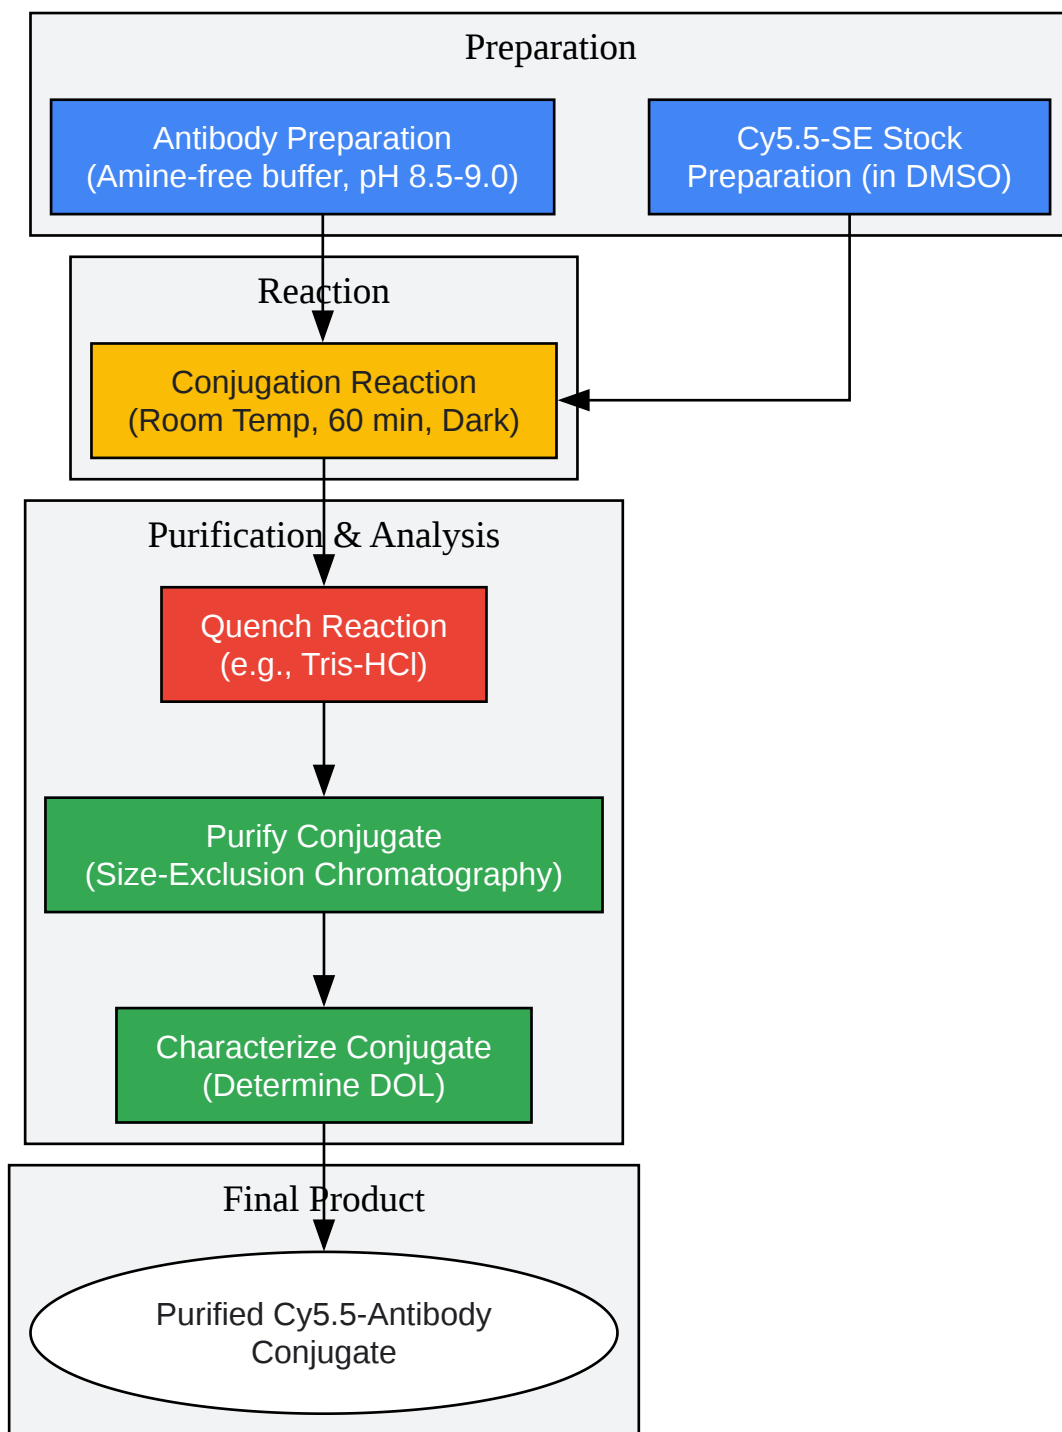 Preparation
Antibody Preparation
(Amine-free buffer, pH 8.5-9.0)
Cy5.5-SE Stock
Preparation (in DMSO)
Reaction
Conjugation Reaction
(Room Temp, 60 min, Dark)
Purification & Analysis
Quench Reaction
(e.g., Tris-HCl)
Purify Conjugate
(Size-Exclusion Chromatography)
Characterize Conjugate
(Determine DOL)
Final Product
Purified Cy5.5-Antibody
Conjugate